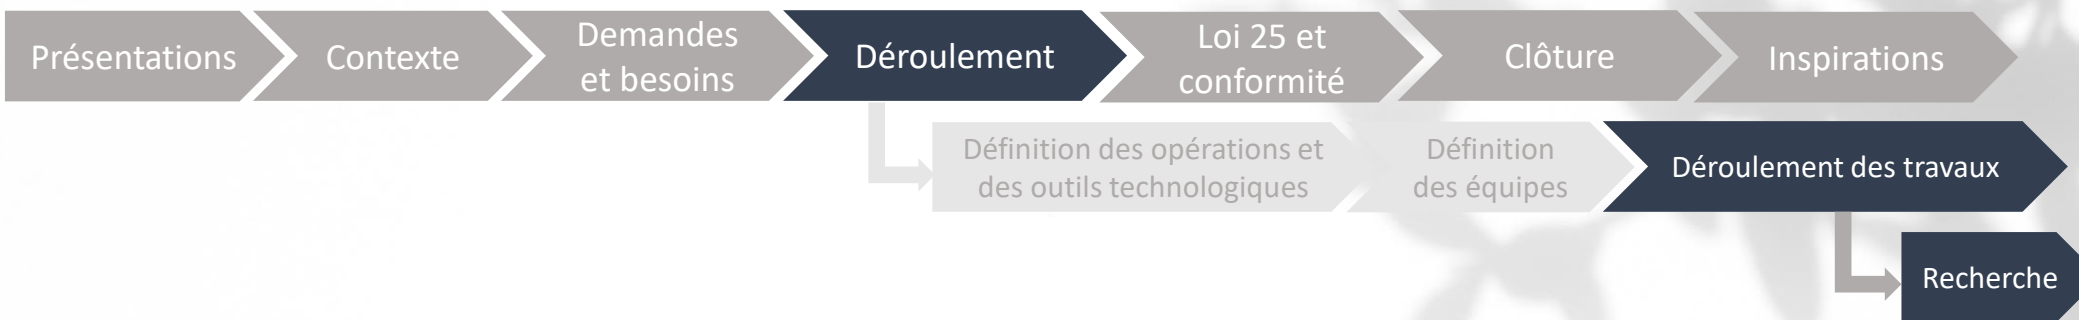 Présentations
Contexte
Demandes
et besoins
Déroulement
Loi 25 et
conformité
Clôture
Inspirations
Définition des opérations et
des outils technologiques
Définition
des équipes
Déroulement des travaux
Recherche